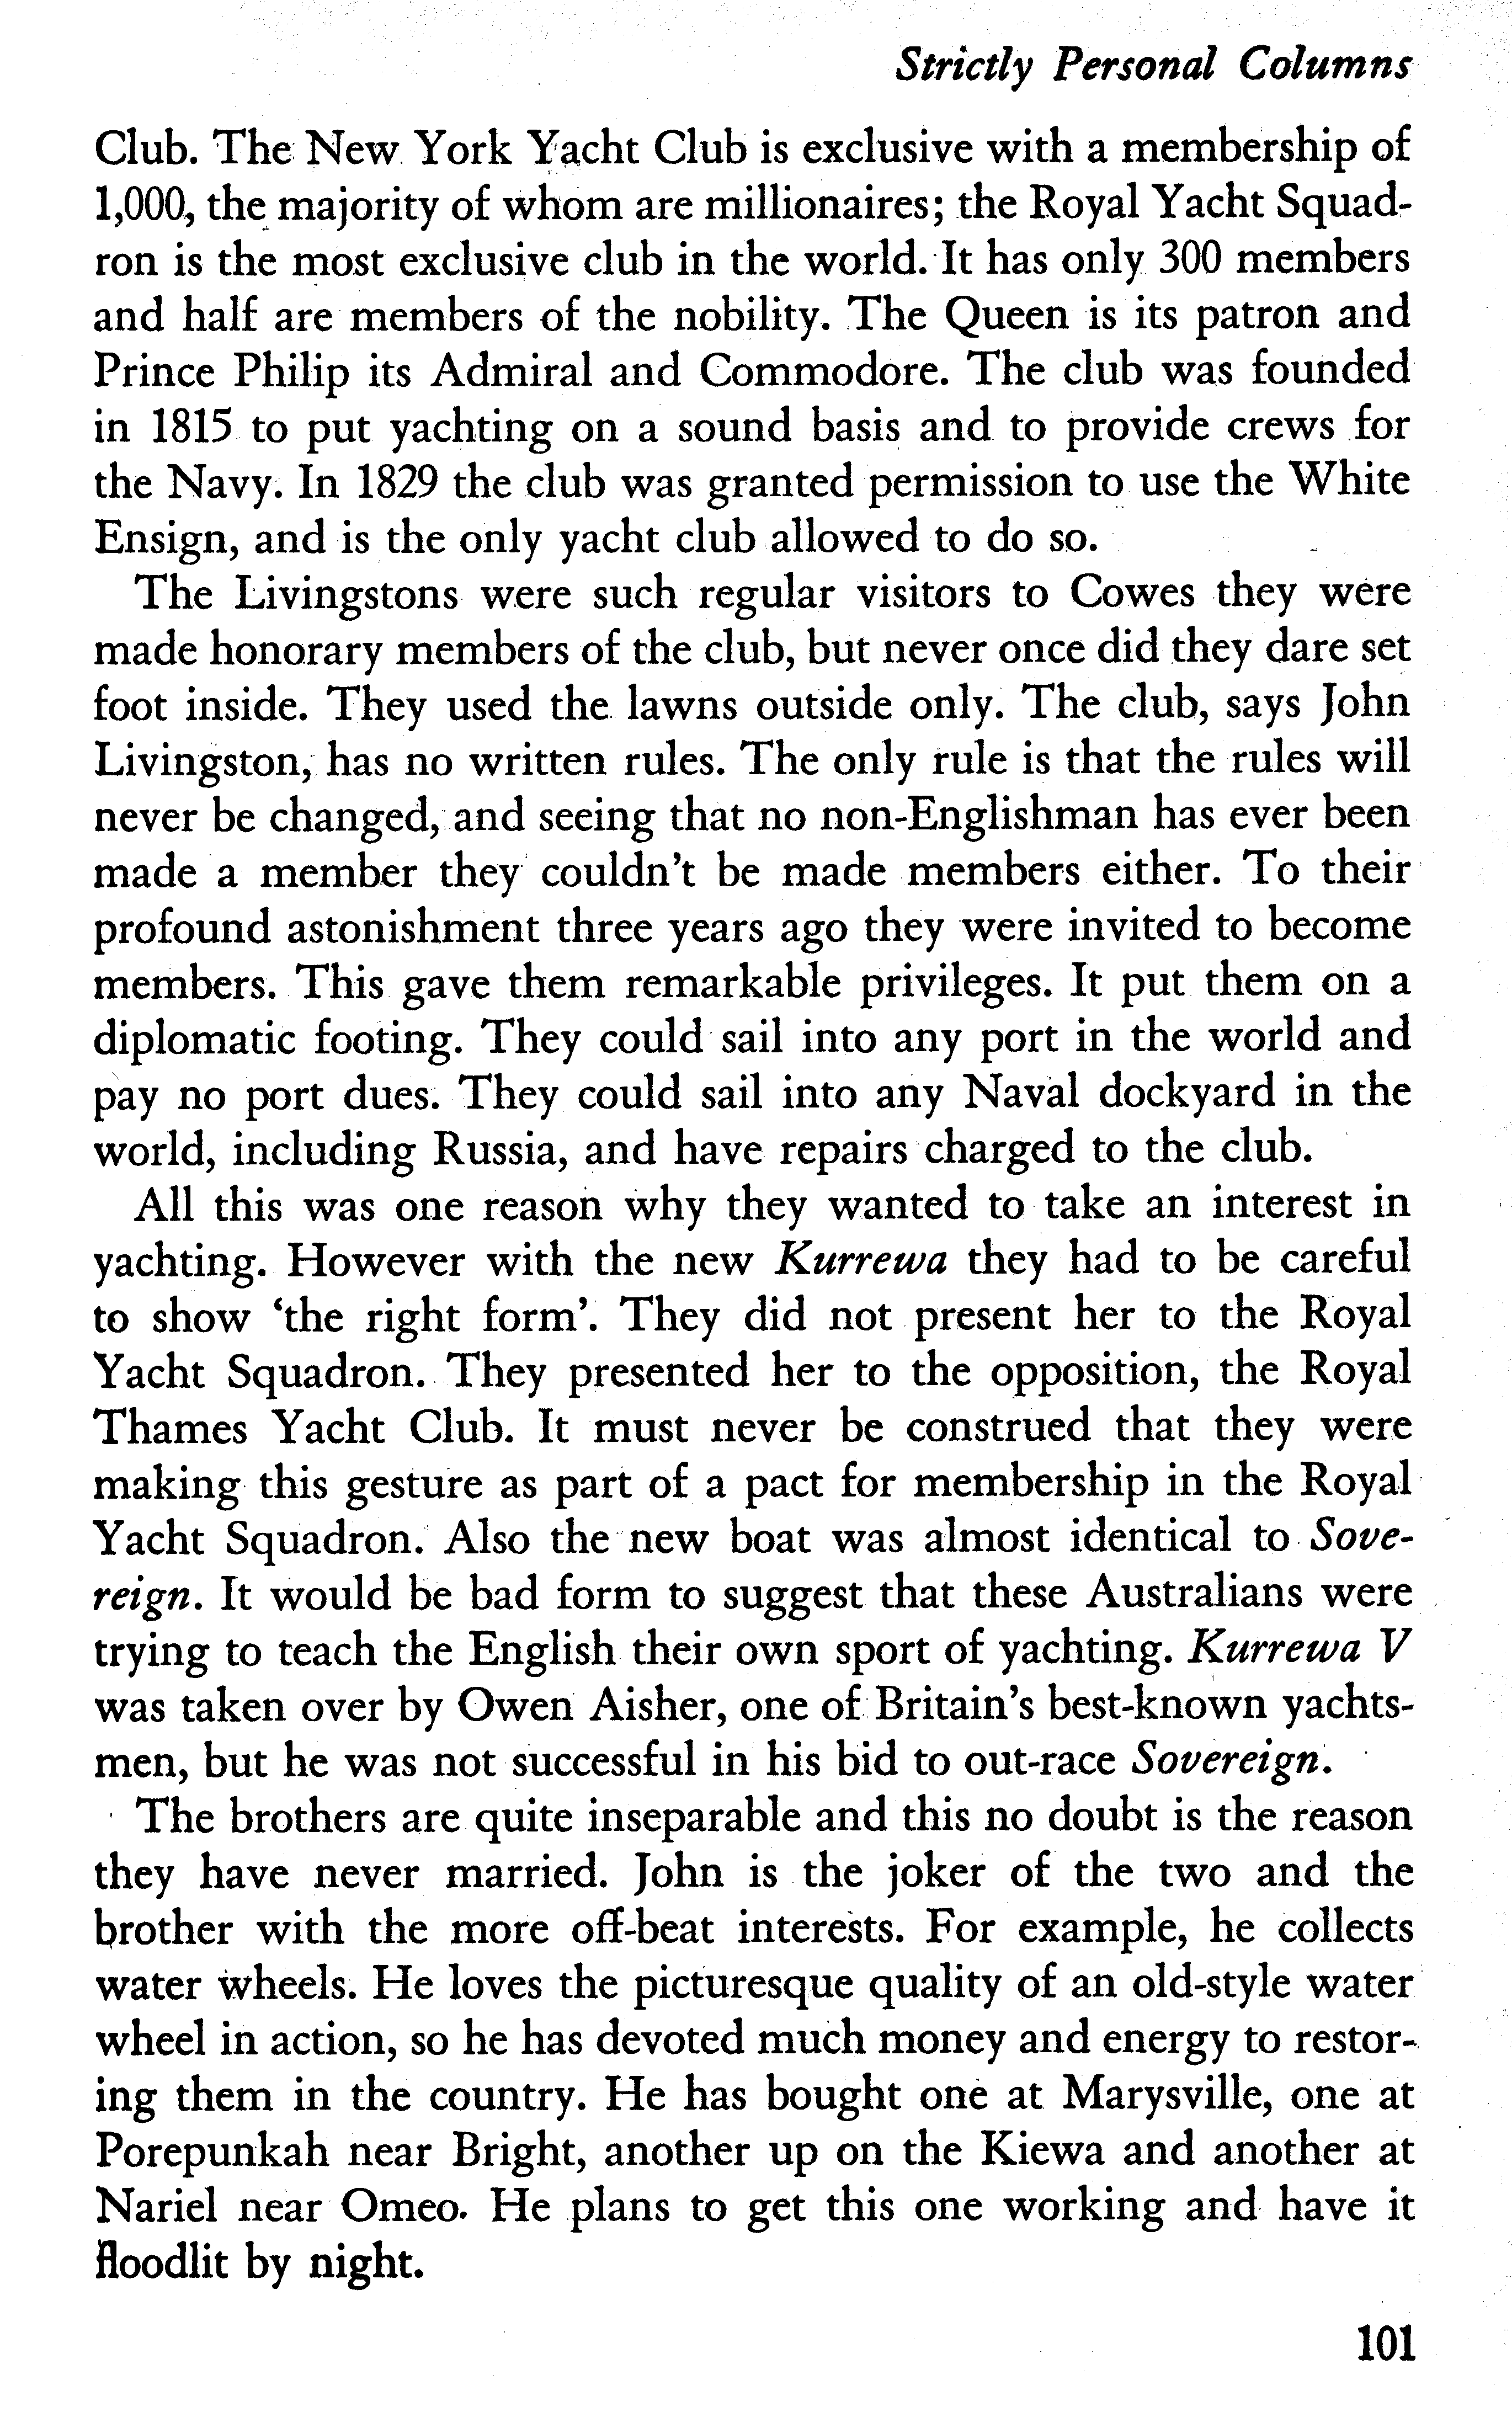 Strictly Personal Columns
Club. The New York Yacht Club is exclusive with a membership of
1,000, the majority of whom are millionaires; the Royal Yacht Squad-
ron is the most exclusive club in the world. It has only 300 members
and half are members of the nobility. The Queen is its patron and
Prince Philip its Admiral and Commodore. The club was founded
in 1815 to put yachting on a sound basis and to provide crews for
the Navy. In 1829 the club was granted permission to use the White
Ensign, and is the only yacht club allowed to do so.
The Livingstons were such regular visitors to Cowes they were
made honorary members of the club, but never once did they dare set
foot inside. They used the lawns outside only. The club, says John
Livingston, has no written rules. The only rule is that the rules will
never be changed, and seeing that no non-Englishman has ever been
made a member they couldn't be made members either. To their
profound astonishment three years ago they were invited to become
members. This gave them remarkable privileges. It put them on a
diplomatic footing. They could sail into any port in the world and
pay no port dues. They could sail into any Naval dockyard in the
world, including Russia, and have repairs charged to the club.
All this was one reason why they wanted to take an interest in
yachting. However with the new Kurrewa they had to be careful
to show 'the right form'. They did not present her to the Royal
Yacht Squadron. They presented her to the opposition, the Royal
Thames Yacht Club. It must never be construed that they were
making this gesture as part of a pact for membership in the Royal
Yacht Squadron. Also the new boat was almost identical to Sove-
reign. It would be bad form to suggest that these Australians were
trying to teach the English their own sport of yachting. Kurrewa V
was taken over by Owen Aisher, one of Britain's best-known yachts-
men, but he was not successful in his bid to out-race Sovereign.
The brothers are quite inseparable and this no doubt is the reason
they have never married. John is the joker of the two and the
brother with the more off-beat interests. For example, he collects
water wheels. He loves the picturesque quality of an old-style water
wheel in action, so he has devoted much money and energy to restor-
ing them in the country. He has bought one at Marysville, one at
Porepunkah near Bright, another up on the Kiewa and another at
Nariel near Omeo. He plans to get this one working and have it
floodlit by night.
101